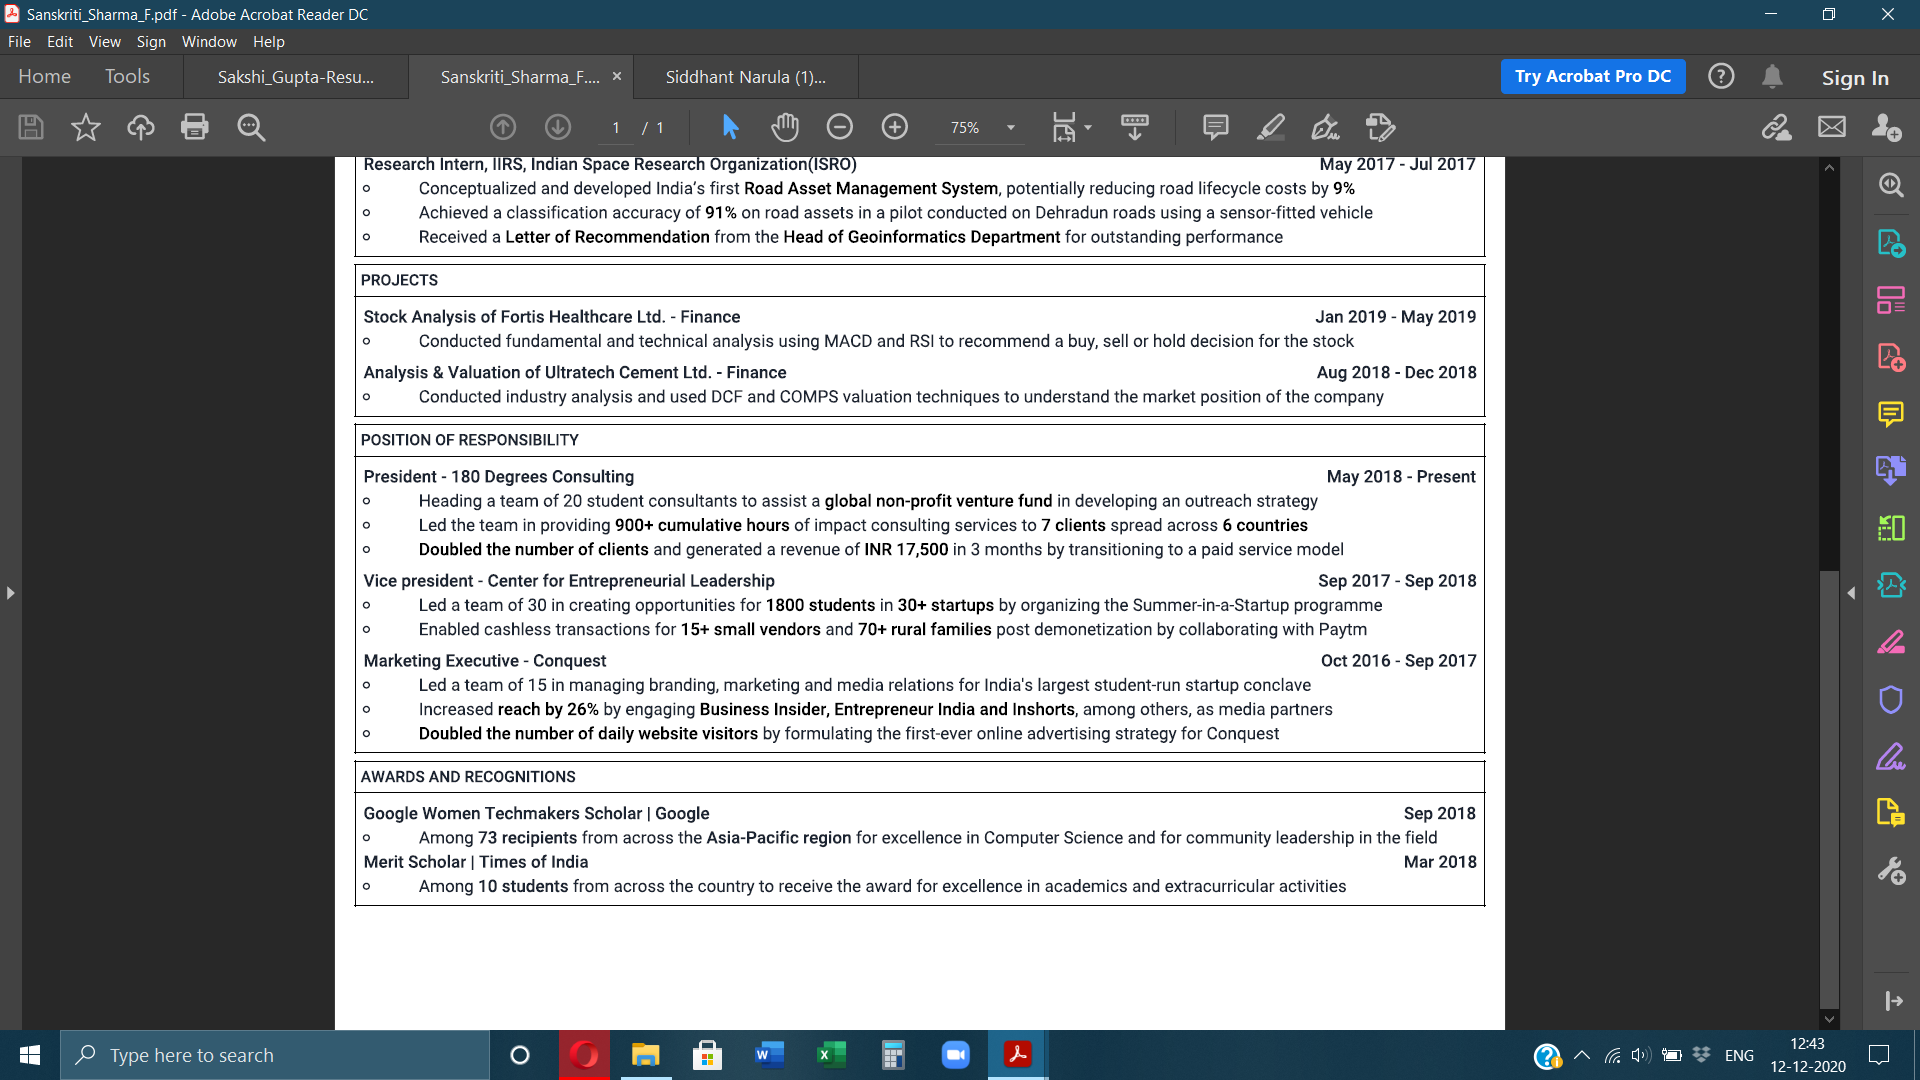 Sanskriti_Sharma_F.pdf - Adobe Acrobat Reader DC
File Edit View Sign Window Help
Home Tools Sakshi_Gupta-Resu... Sanskriti_Sharma_F.... × Siddhant Narula (1)... Try Acrobat Pro DC Sign In
1 / 1 75%
Research Intern, IIRS, Indian Space Research Organization(ISRO) May 2017 - Jul 2017
Conceptualized and developed India's first Road Asset Management System, potentially reducing road lifecycle costs by 9%
Achieved a classification accuracy of 91% on road assets in a pilot conducted on Dehradun roads using a sensor-fitted vehicle
Received a Letter of Recommendation from the Head of Geoinformatics Department for outstanding performance
PROJECTS
Stock Analysis of Fortis Healthcare Ltd. - Finance Jan 2019 - May 2019
Conducted fundamental and technical analysis using MACD and RSI to recommend a buy, sell or hold decision for the stock
Analysis & Valuation of Ultratech Cement Ltd. - Finance Aug 2018 - Dec 2018
Conducted industry analysis and used DCF and COMPS valuation techniques to understand the market position of the company
POSITION OF RESPONSIBILITY
President - 180 Degrees Consulting May 2018 - Present
Heading a team of 20 student consultants to assist a global non-profit venture fund in developing an outreach strategy
Led the team in providing 900+ cumulative hours of impact consulting services to 7 clients spread across 6 countries
Doubled the number of clients and generated a revenue of INR 17,500 in 3 months by transitioning to a paid service model
Vice president - Center for Entrepreneurial Leadership Sep 2017 - Sep 2018
Led a team of 30 in creating opportunities for 1800 students in 30+ startups by organizing the Summer-in-a-Startup programme
Enabled cashless transactions for 15+ small vendors and 70+ rural families post demonetization by collaborating with Paytm
Marketing Executive - Conquest Oct 2016 - Sep 2017
Led a team of 15 in managing branding, marketing and media relations for India's largest student-run startup conclave
Increased reach by 26% by engaging Business Insider, Entrepreneur India and Inshorts, among others, as media partners
Doubled the number of daily website visitors by formulating the first-ever online advertising strategy for Conquest
AWARDS AND RECOGNITIONS
Google Women Techmakers Scholar | Google Sep 2018
Among 73 recipients from across the Asia-Pacific region for excellence in Computer Science and for community leadership in the field
Merit Scholar | Times of India Mar 2018
Among 10 students from across the country to receive the award for excellence in academics and extracurricular activities
Type here to search ENG 12:43
12-12-2020